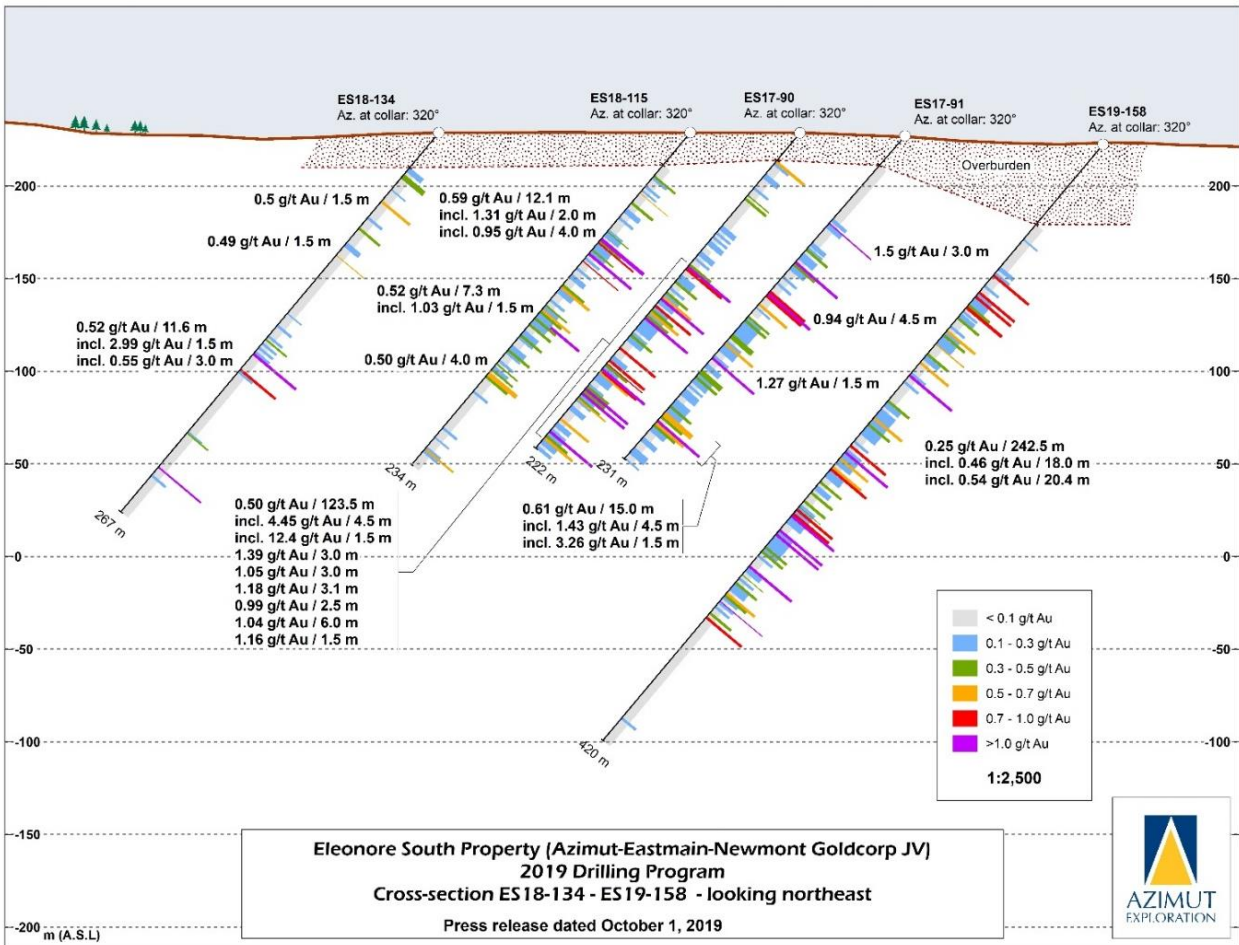 ES18-134
Az. at collar: 320°
ES18-115
Az. at collar: 320°
ES17-90
Az. at collar: 320°
ES17-91
Az. at collar: 320°
ES19-158
Az. at collar: 320°
Overburden
200
200
150
150
100
100
50
50
0
0
-50
-50
-100
-100
-150
-150
-200
-200
m (A.S.L)
0.5 g/t Au / 1.5 m
0.49 g/t Au / 1.5 m
0.52 g/t Au / 11.6 m
incl. 2.99 g/t Au / 1.5 m
incl. 0.55 g/t Au / 3.0 m
267 m
0.59 g/t Au / 12.1 m
incl. 1.31 g/t Au / 2.0 m
incl. 0.95 g/t Au / 4.0 m
0.52 g/t Au / 7.3 m
incl. 1.03 g/t Au / 1.5 m
0.50 g/t Au / 4.0 m
234 m
0.50 g/t Au / 123.5 m
incl. 4.45 g/t Au / 4.5 m
incl. 12.4 g/t Au / 1.5 m
1.39 g/t Au / 3.0 m
1.05 g/t Au / 3.0 m
1.18 g/t Au / 3.1 m
0.99 g/t Au / 2.5 m
1.04 g/t Au / 6.0 m
1.16 g/t Au / 1.5 m
222 m
1.5 g/t Au / 3.0 m
0.94 g/t Au / 4.5 m
1.27 g/t Au / 1.5 m
231 m
0.61 g/t Au / 15.0 m
incl. 1.43 g/t Au / 4.5 m
incl. 3.26 g/t Au / 1.5 m
0.25 g/t Au / 242.5 m
incl. 0.46 g/t Au / 18.0 m
incl. 0.54 g/t Au / 20.4 m
420 m
< 0.1 g/t Au
0.1 - 0.3 g/t Au
0.3 - 0.5 g/t Au
0.5 - 0.7 g/t Au
0.7 - 1.0 g/t Au
>1.0 g/t Au
1:2,500
Eleonore South Property (Azimut-Eastmain-Newmont Goldcorp JV)
2019 Drilling Program
Cross-section ES18-134 - ES19-158 - looking northeast
Press release dated October 1, 2019
AZIMUT
EXPLORATION